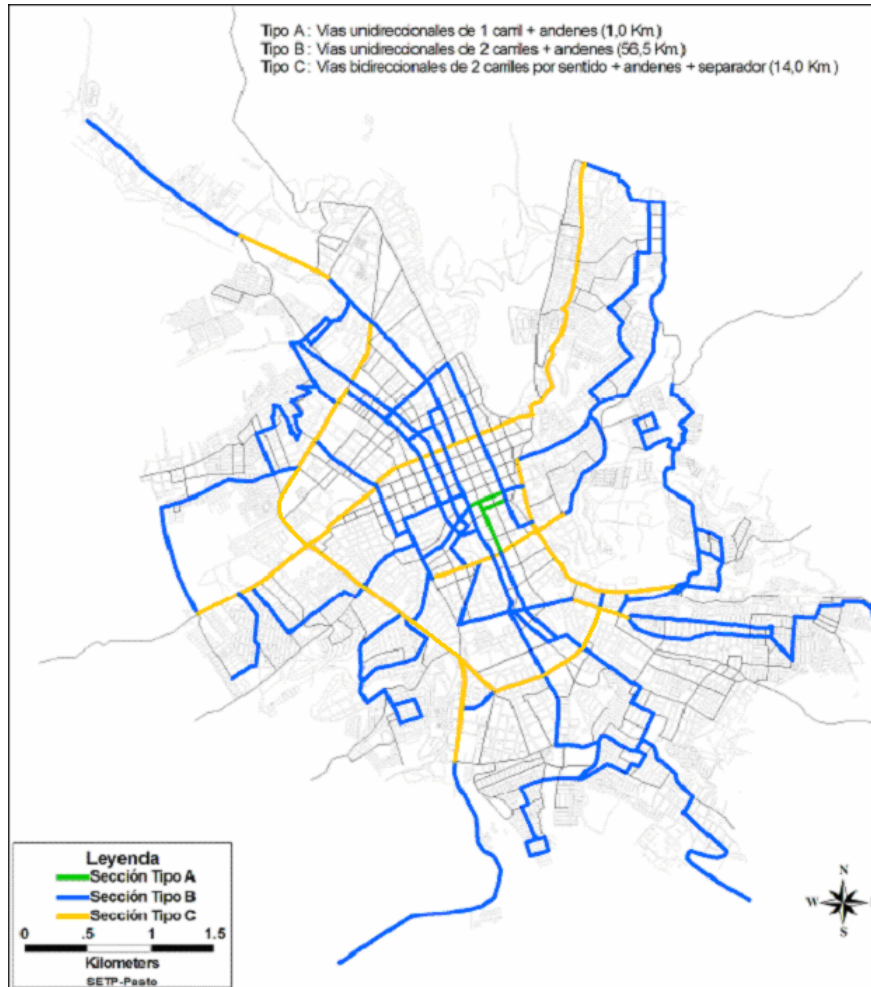 Tipo A: Vías unidireccionales de 1 carril + andenes (1,0 Km.)
Tipo B: Vías unidireccionales de 2 carriles + andenes (56,5 Km.)
Tipo C: Vías bidireccionales de 2 carriles por sentido + andenes + separador (14,0 Km.)
Leyenda
Sección Tipo A
Sección Tipo B
Sección Tipo C
0 .5 1 1.5
Kilometers
SETP-Pasto
N
W
S